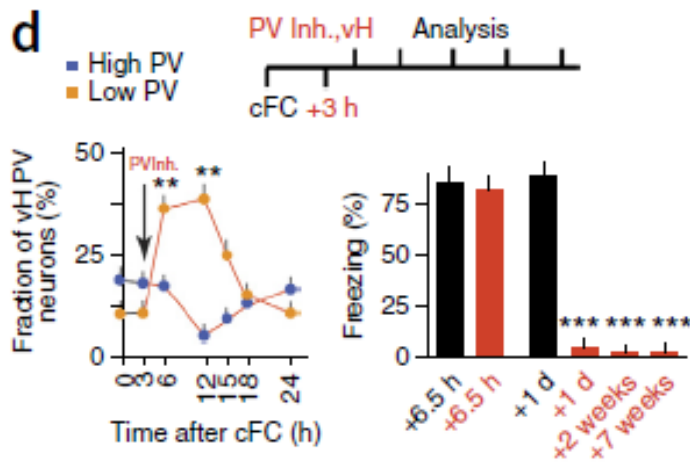 d
PV Inh.,vH Analysis
High PV
Low PV
cFC +3 h
Fraction of vH PV
neurons (%)
50
25
0
PVInh.
**
**
0 3 6 12 15 18 24
Time after cFC (h)
Freezing (%)
75
50
25
0
*** *** ***
+6.5 h
+6.5 h
+1 d
+1 d
+2 weeks
+7 weeks